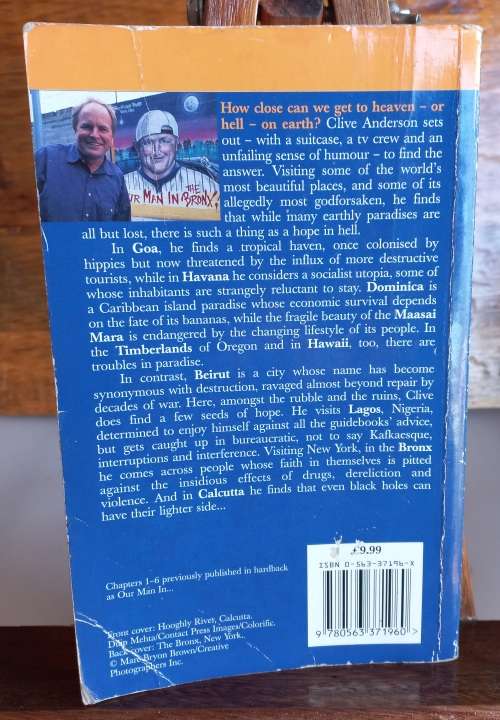 How close can we get to heaven – or
hell – on earth? Clive Anderson sets
out – with a suitcase, a tv crew and an
unfailing sense of humour – to find the
answer. Visiting some of the world's
most beautiful places, and some of its
allegedly most godforsaken, he finds
that while many earthly paradises are
all but lost, there is such a thing as a hope in hell.
In Goa, he finds a tropical haven, once colonised by
hippies but now threatened by the influx of more destructive
tourists, while in Havana he considers a socialist utopia, some of
whose inhabitants are strangely reluctant to stay. Dominica is
a Caribbean island paradise whose economic survival depends
on the fate of its bananas, while the fragile beauty of the Maasai
Mara is endangered by the changing lifestyle of its people. In
the Timberlands of Oregon and in Hawaii, too, there are
troubles in paradise.
In contrast, Beirut is a city whose name has become
synonymous with destruction, ravaged almost beyond repair by
decades of war. Here, amongst the rubble and the ruins, Clive
does find a few seeds of hope. He visits Lagos, Nigeria,
determined to enjoy himself against all the guidebooks' advice,
but gets caught up in bureaucratic, not to say Kafkaesque,
interruptions and interference. Visiting New York, in the Bronx
he comes across people whose faith in themselves is pitted
against the insidious effects of drugs, dereliction and
violence. And in Calcutta he finds that even black holes can
have their lighter side...
OUR MAN IN THE BRONX!
£9.99
ISBN 0-563-37196-X
9 780563 371960 >
Chapters 1–6 previously published in hardback
as Our Man In...
Front cover: Hooghly River, Calcutta.
Dilip Mehta/Contact Press Images/Colorific.
Back cover: The Bronx, New York.
© Marc Bryon Brown/Creative
Photographers Inc.